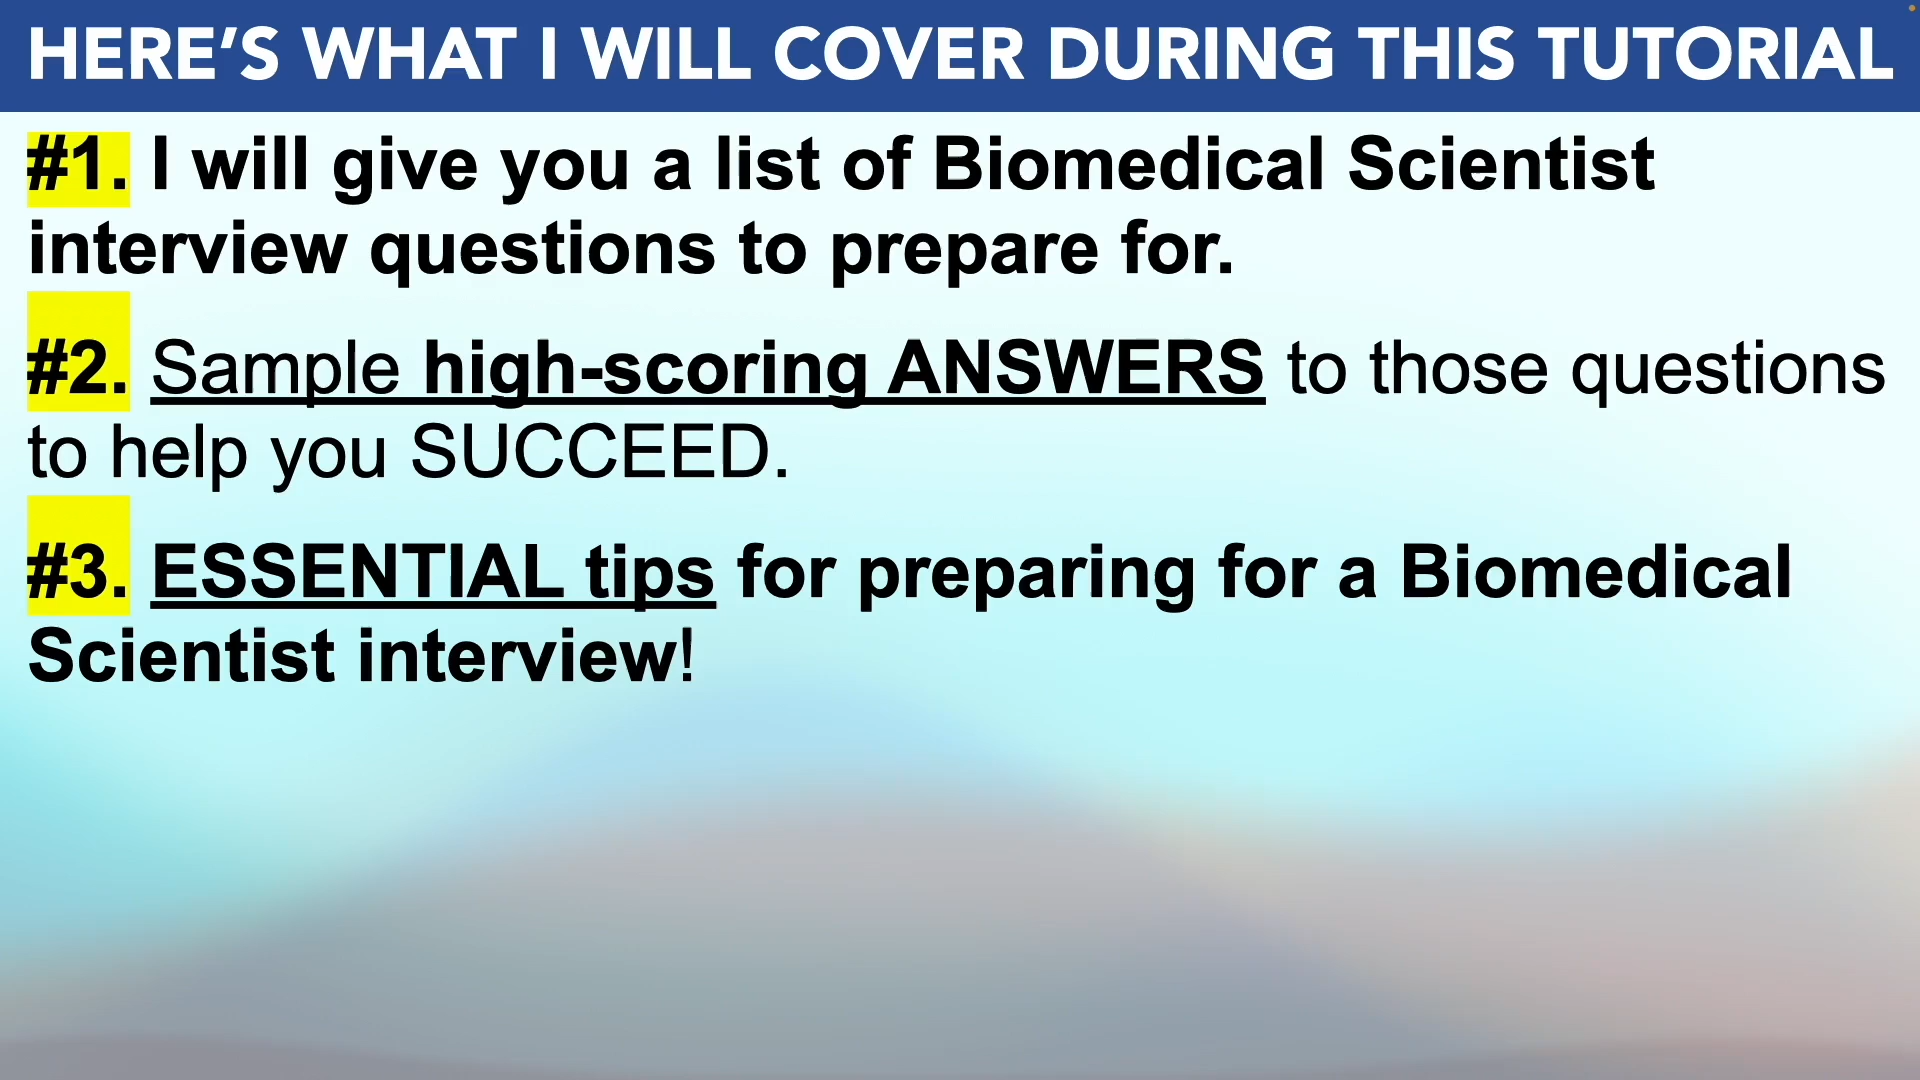 HERE’S WHAT I WILL COVER DURING THIS TUTORIAL
#1. I will give you a list of Biomedical Scientist
interview questions to prepare for.
#2. Sample high-scoring ANSWERS to those questions
to help you SUCCEED.
#3. ESSENTIAL tips for preparing for a Biomedical
Scientist interview!